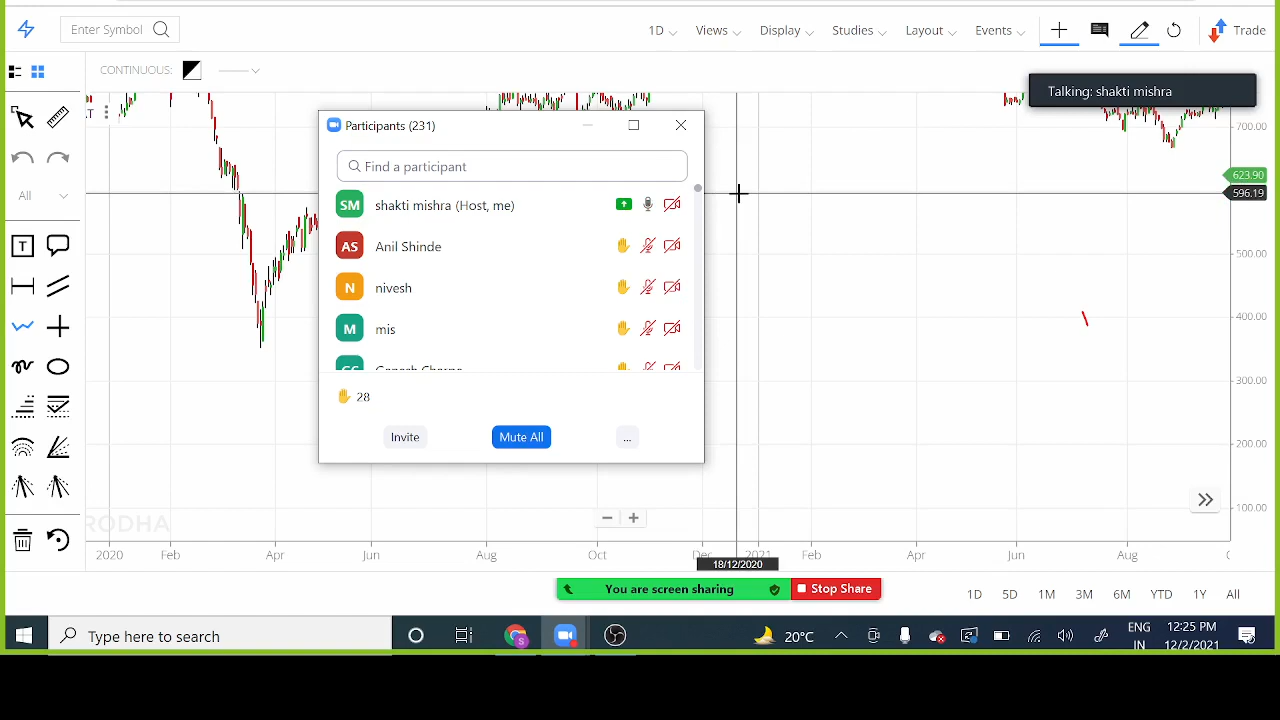 Enter Symbol
1D Views Display Studies Layout Events Trade
CONTINUOUS:
Talking: shakti mishra
LT
Participants (231)
700.00
Find a participant
623.90
596.19
All
SM shakti mishra (Host, me)
AS Anil Shinde
500.00
N nivesh
400.00
M mis
300.00
28
Invite Mute All ...
200.00
100.00
RODHA
2020 Feb Apr Jun Aug Oct Dec 2021 Feb Apr Jun Aug
18/12/2020
You are screen sharing Stop Share
1D 5D 1M 3M 6M YTD 1Y All
Type here to search
20°C
ENG
IN
12:25 PM
12/2/2021